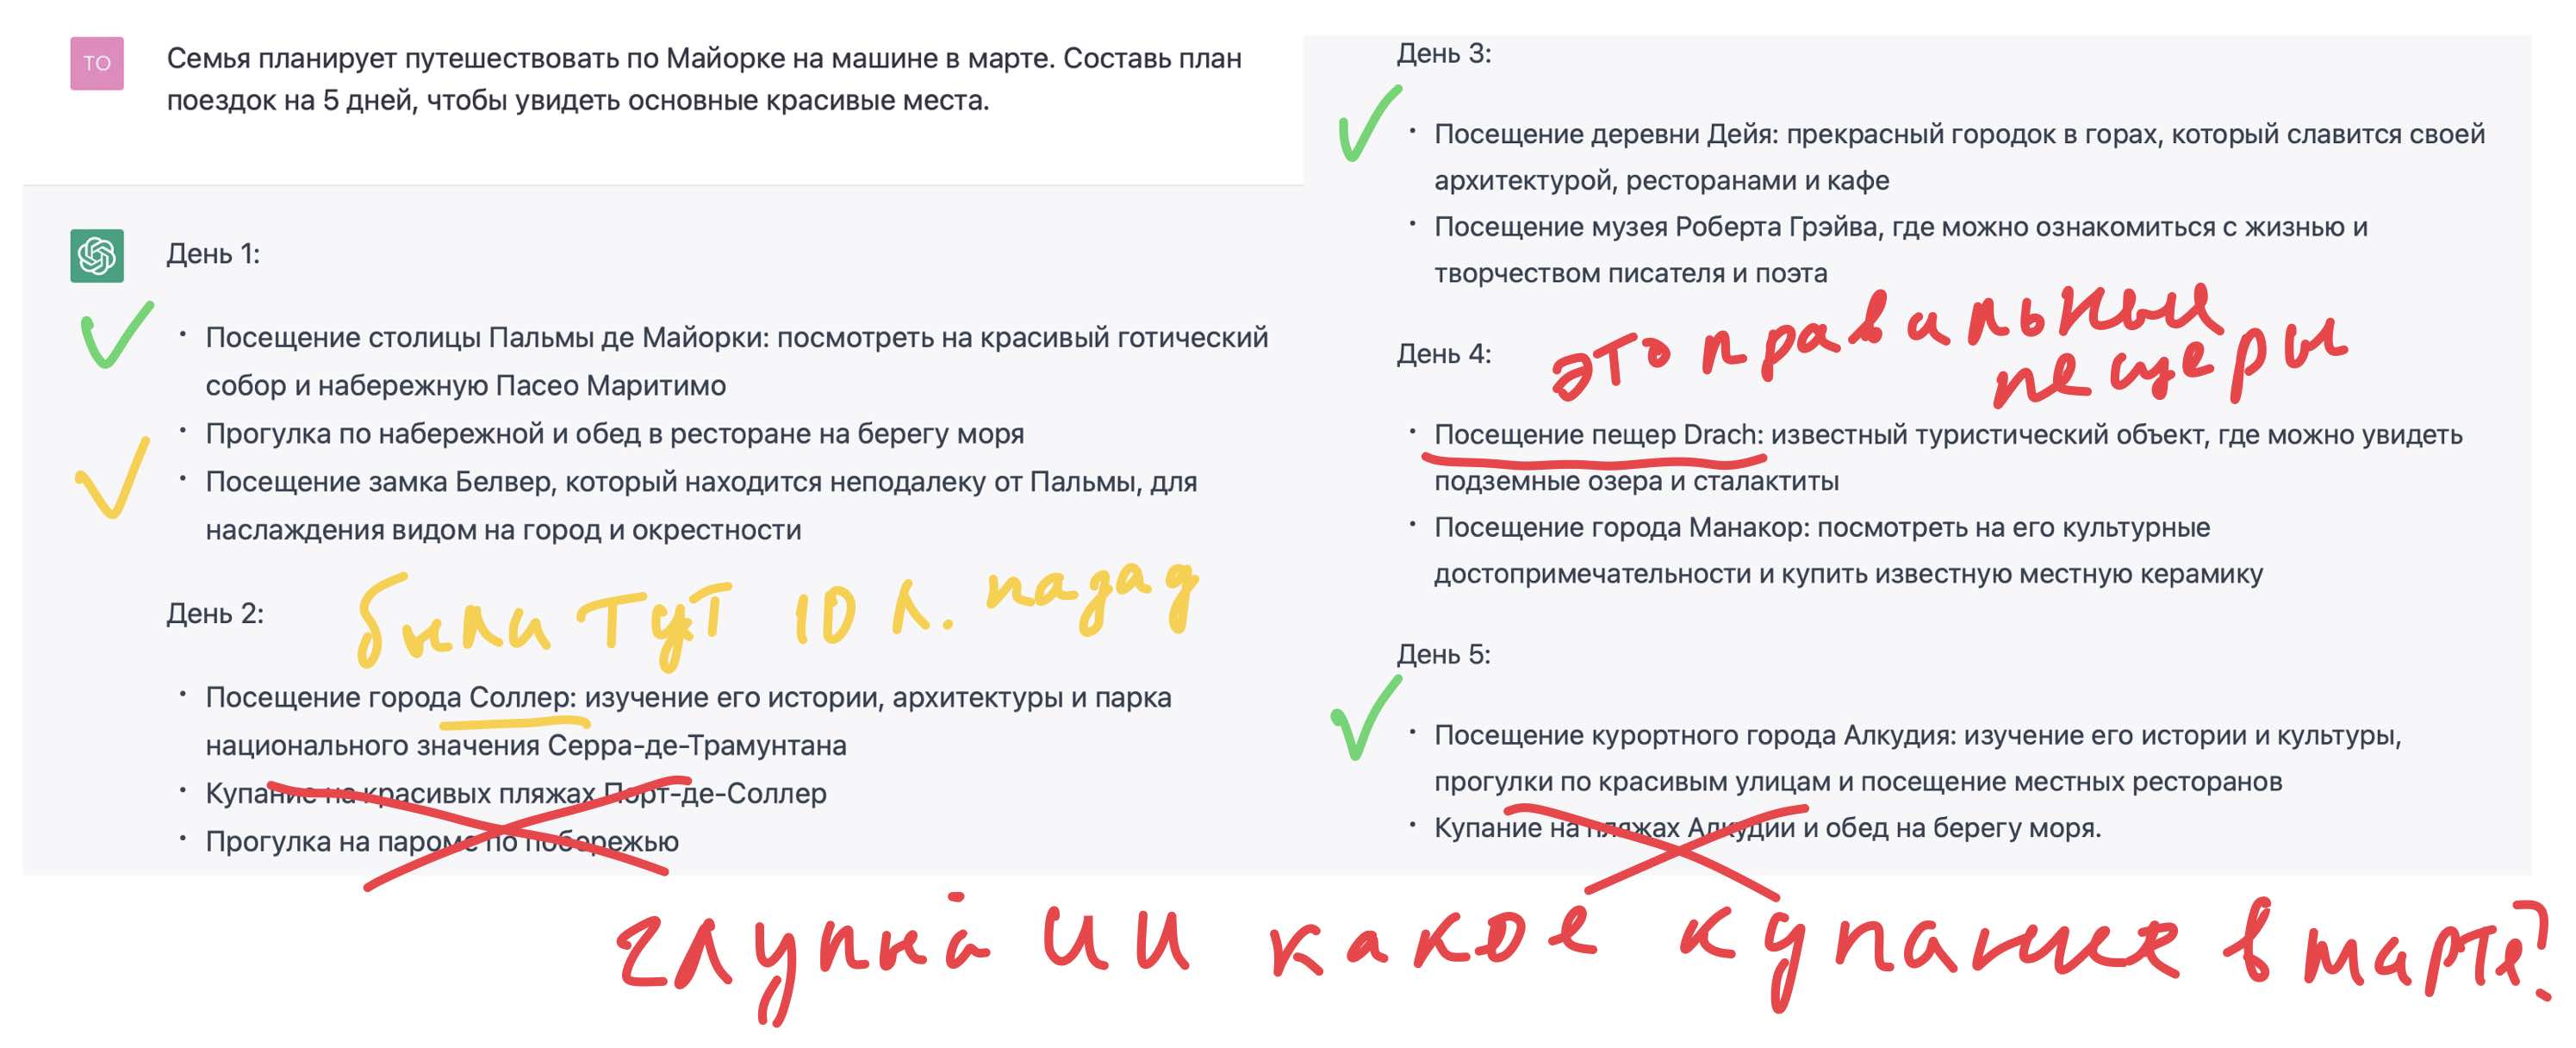 ТО
Семья планирует путешествовать по Майорке на машине в марте. Составь план
поездок на 5 дней, чтобы увидеть основные красивые места.
День 1:
• Посещение столицы Пальмы де Майорки: посмотреть на красивый готический
собор и набережную Пасео Маритимо
• Прогулка по набережной и обед в ресторане на берегу моря
• Посещение замка Белвер, который находится неподалеку от Пальмы, для
наслаждения видом на город и окрестности
День 2:
были тут 10 л. назад
• Посещение города Соллер: изучение его истории, архитектуры и парка
национального значения Серра-де-Трамунтана
• Купание на красивых пляжах Порт-де-Соллер
• Прогулка на пароме по побережью
День 3:
• Посещение деревни Дейя: прекрасный городок в горах, который славится своей
архитектурой, ресторанами и кафе
• Посещение музея Роберта Грэйва, где можно ознакомиться с жизнью и
творчеством писателя и поэта
это правильные
пещеры
День 4:
• Посещение пещер Drach: известный туристический объект, где можно увидеть
подземные озера и сталактиты
• Посещение города Манакор: посмотреть на его культурные
достопримечательности и купить известную местную керамику
День 5:
• Посещение курортного города Алкудия: изучение его истории и культуры,
прогулки по красивым улицам и посещение местных ресторанов
• Купание на пляжах Алкудии и обед на берегу моря.
глупый ИИ какое купание в марте?